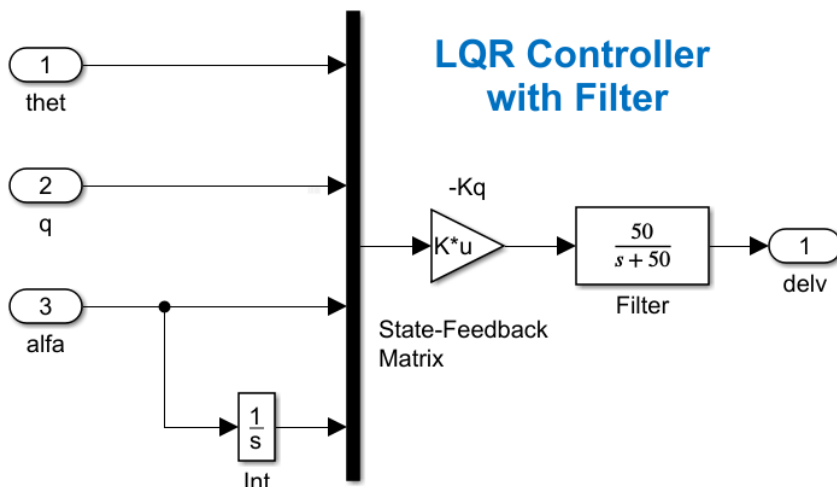 LQR Controller
with Filter
1
thet
2
q
3
alfa
1
s
Int
-Kq
K*u
State-Feedback
Matrix
50
s + 50
Filter
1
delv